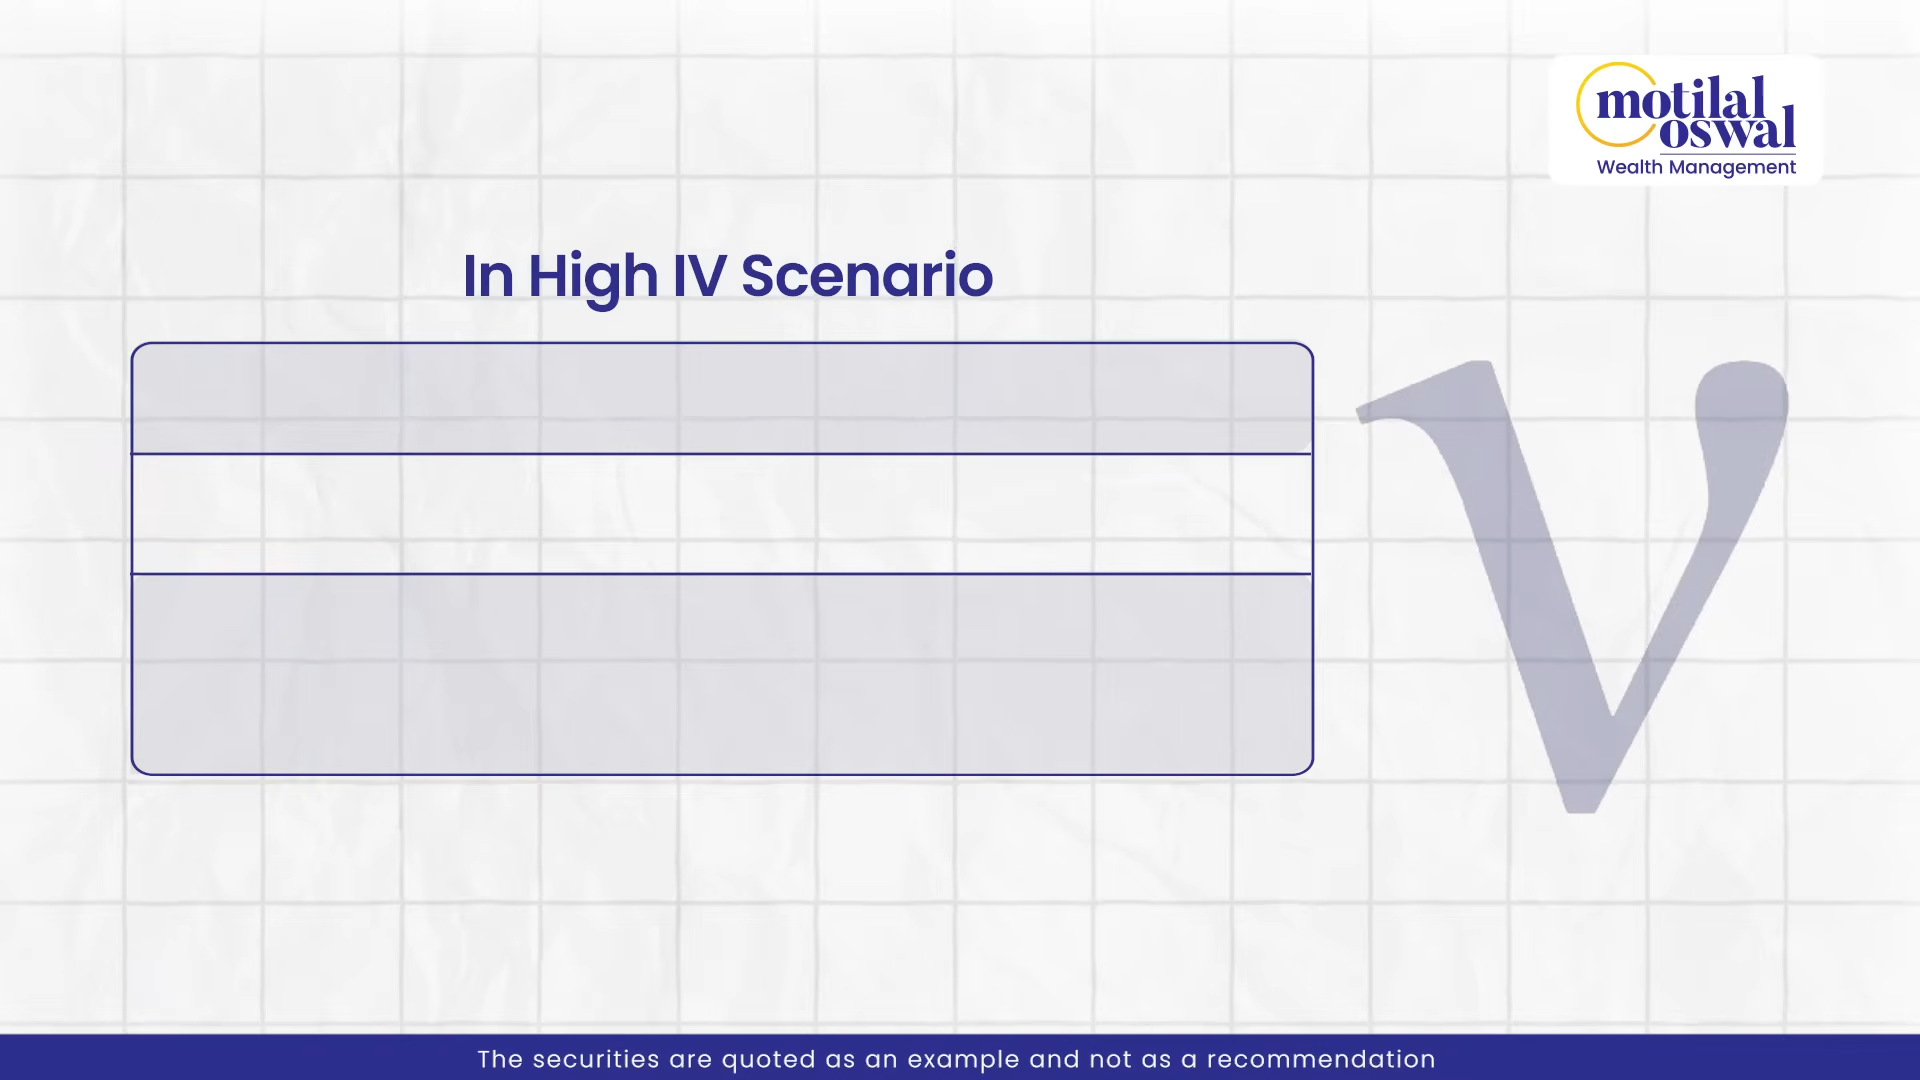 motilal
oswal
Wealth Management
In High IV Scenario
ν
The securities are quoted as an example and not as a recommendation